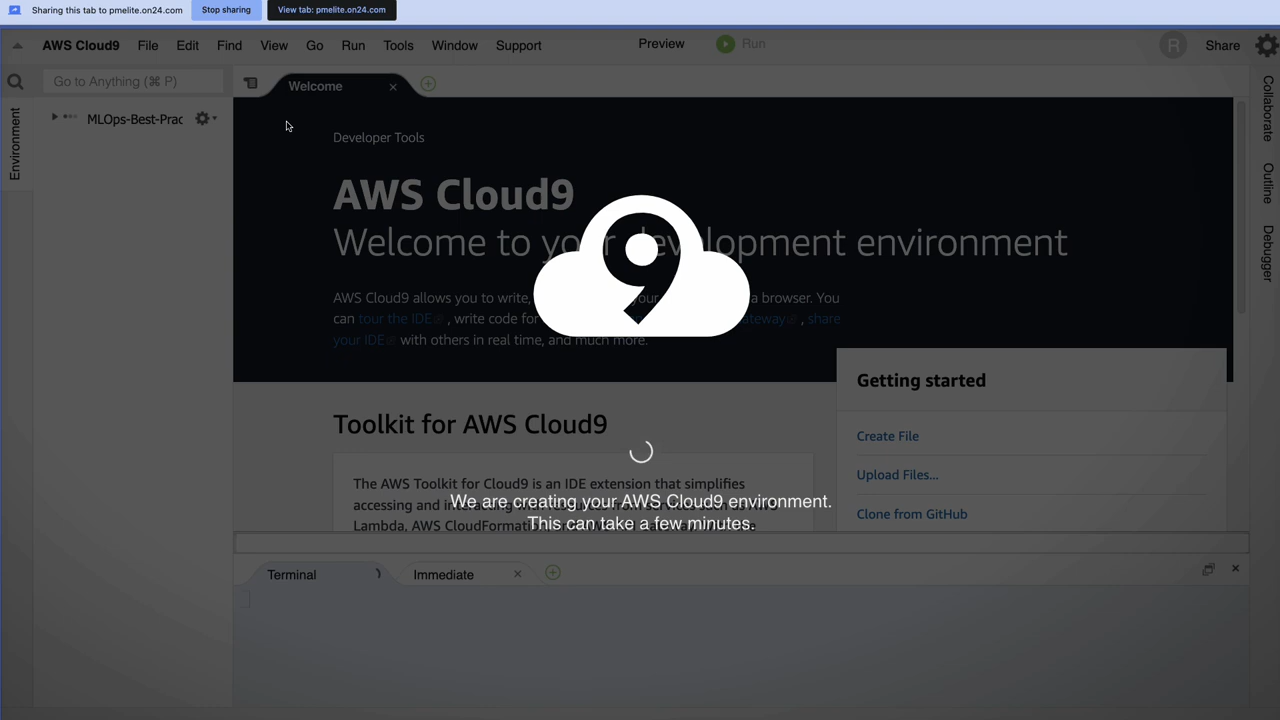 Sharing this tab to pmelite.on24.com Stop sharing View tab: pmelite.on24.com
AWS Cloud9 File Edit Find View Go Run Tools Window Support Preview Run R Share
Go to Anything (⌘ P)
Welcome
Environment
MLOps-Best-Prac
Collaborate
Outline
Debugger
Developer Tools
AWS Cloud9
Welcome to your development environment
9
AWS Cloud9 allows you to write, your a browser. You
can tour the IDE, write code for ateway, share
your IDE with others in real time, and much more.
Getting started
Create File
Upload Files...
Clone from GitHub
Toolkit for AWS Cloud9
The AWS Toolkit for Cloud9 is an IDE extension that simplifies
accessing and
Lambda, AWS CloudFormation
We are creating your AWS Cloud9 environment.
This can take a few minutes.
Terminal Immediate